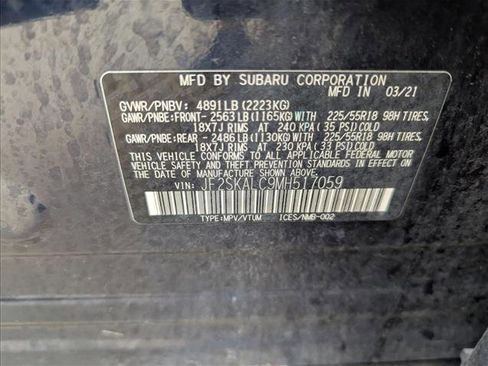 MFD BY SUBARU CORPORATION
MFD IN 03/21
GVWR/PNBV: 4891LB(2223KG)
GAWR/PNBE:FRONT-2563LB(1165KG) 225/55R18 98H TIRES,
18X7J RIMS AT 240 KPA(35 PSI)COLD
GAWR/PNBE:REAR-2486LB(1130KG) 225/55R18 98H TIRES,
18X7J RIMS AT 230 KPA(33 PSI)COLD
THIS VEHICLE CONFORMS TO ALL APPLICABLE FEDERAL MOTOR
VEHICLE SAFETY AND THEFT PREVENTION STANDARDS IN EFFECT ON
THE DATE OF MANUFACTURE SHOWN ABOVE.
VIN: JF2SKALC9MH517059
TYPE:MPV/VTUM ICES/NMB-002